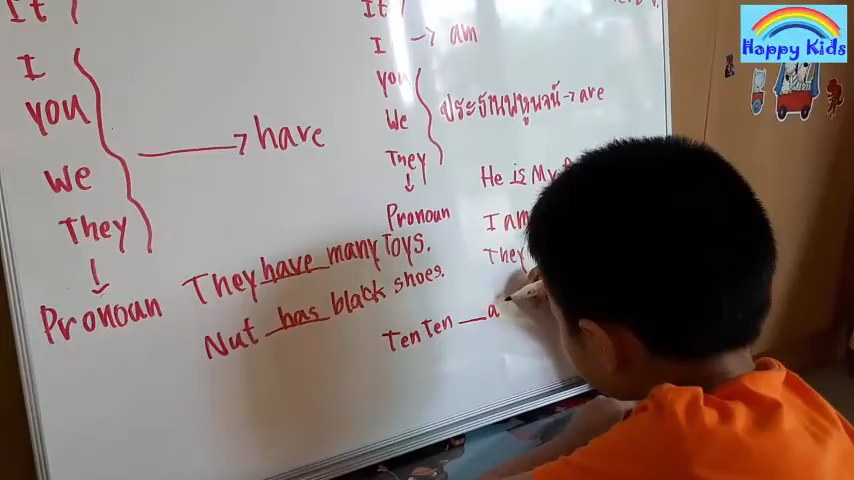 It
I
you
we
They
have
Pronoun
They have many Toys.
Nut has black shoes.
It
I → am
you
we
They
ประธานพหูพจน์ → are
Pronoun
He is My
I am
They
TenTen __ a
Happy Kids